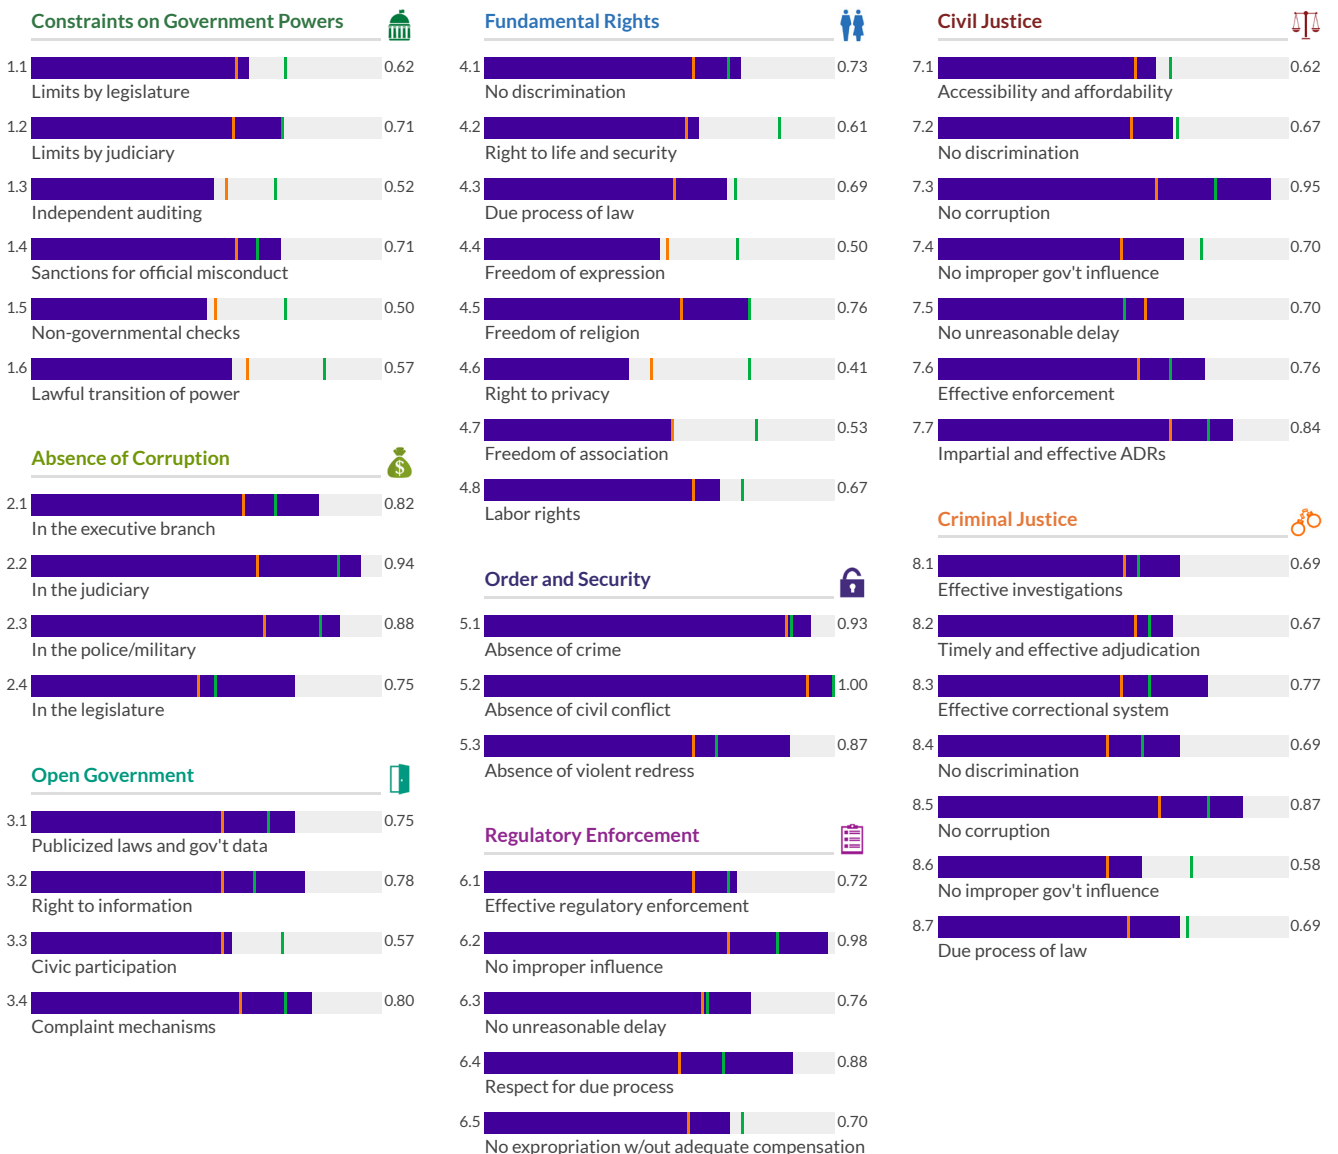 Constraints on Government Powers
1.1 0.62
Limits by legislature
1.2 0.71
Limits by judiciary
1.3 0.52
Independent auditing
1.4 0.71
Sanctions for official misconduct
1.5 0.50
Non-governmental checks
1.6 0.57
Lawful transition of power
Absence of Corruption
$
2.1 0.82
In the executive branch
2.2 0.94
In the judiciary
2.3 0.88
In the police/military
2.4 0.75
In the legislature
Open Government
3.1 0.75
Publicized laws and gov't data
3.2 0.78
Right to information
3.3 0.57
Civic participation
3.4 0.80
Complaint mechanisms
Fundamental Rights
4.1 0.73
No discrimination
4.2 0.61
Right to life and security
4.3 0.69
Due process of law
4.4 0.50
Freedom of expression
4.5 0.76
Freedom of religion
4.6 0.41
Right to privacy
4.7 0.53
Freedom of association
4.8 0.67
Labor rights
Order and Security
5.1 0.93
Absence of crime
5.2 1.00
Absence of civil conflict
5.3 0.87
Absence of violent redress
Regulatory Enforcement
6.1 0.72
Effective regulatory enforcement
6.2 0.98
No improper influence
6.3 0.76
No unreasonable delay
6.4 0.88
Respect for due process
6.5 0.70
No expropriation w/out adequate compensation
Civil Justice
7.1 0.62
Accessibility and affordability
7.2 0.67
No discrimination
7.3 0.95
No corruption
7.4 0.70
No improper gov't influence
7.5 0.70
No unreasonable delay
7.6 0.76
Effective enforcement
7.7 0.84
Impartial and effective ADRs
Criminal Justice
8.1 0.69
Effective investigations
8.2 0.67
Timely and effective adjudication
8.3 0.77
Effective correctional system
8.4 0.69
No discrimination
8.5 0.87
No corruption
8.6 0.58
No improper gov't influence
8.7 0.69
Due process of law